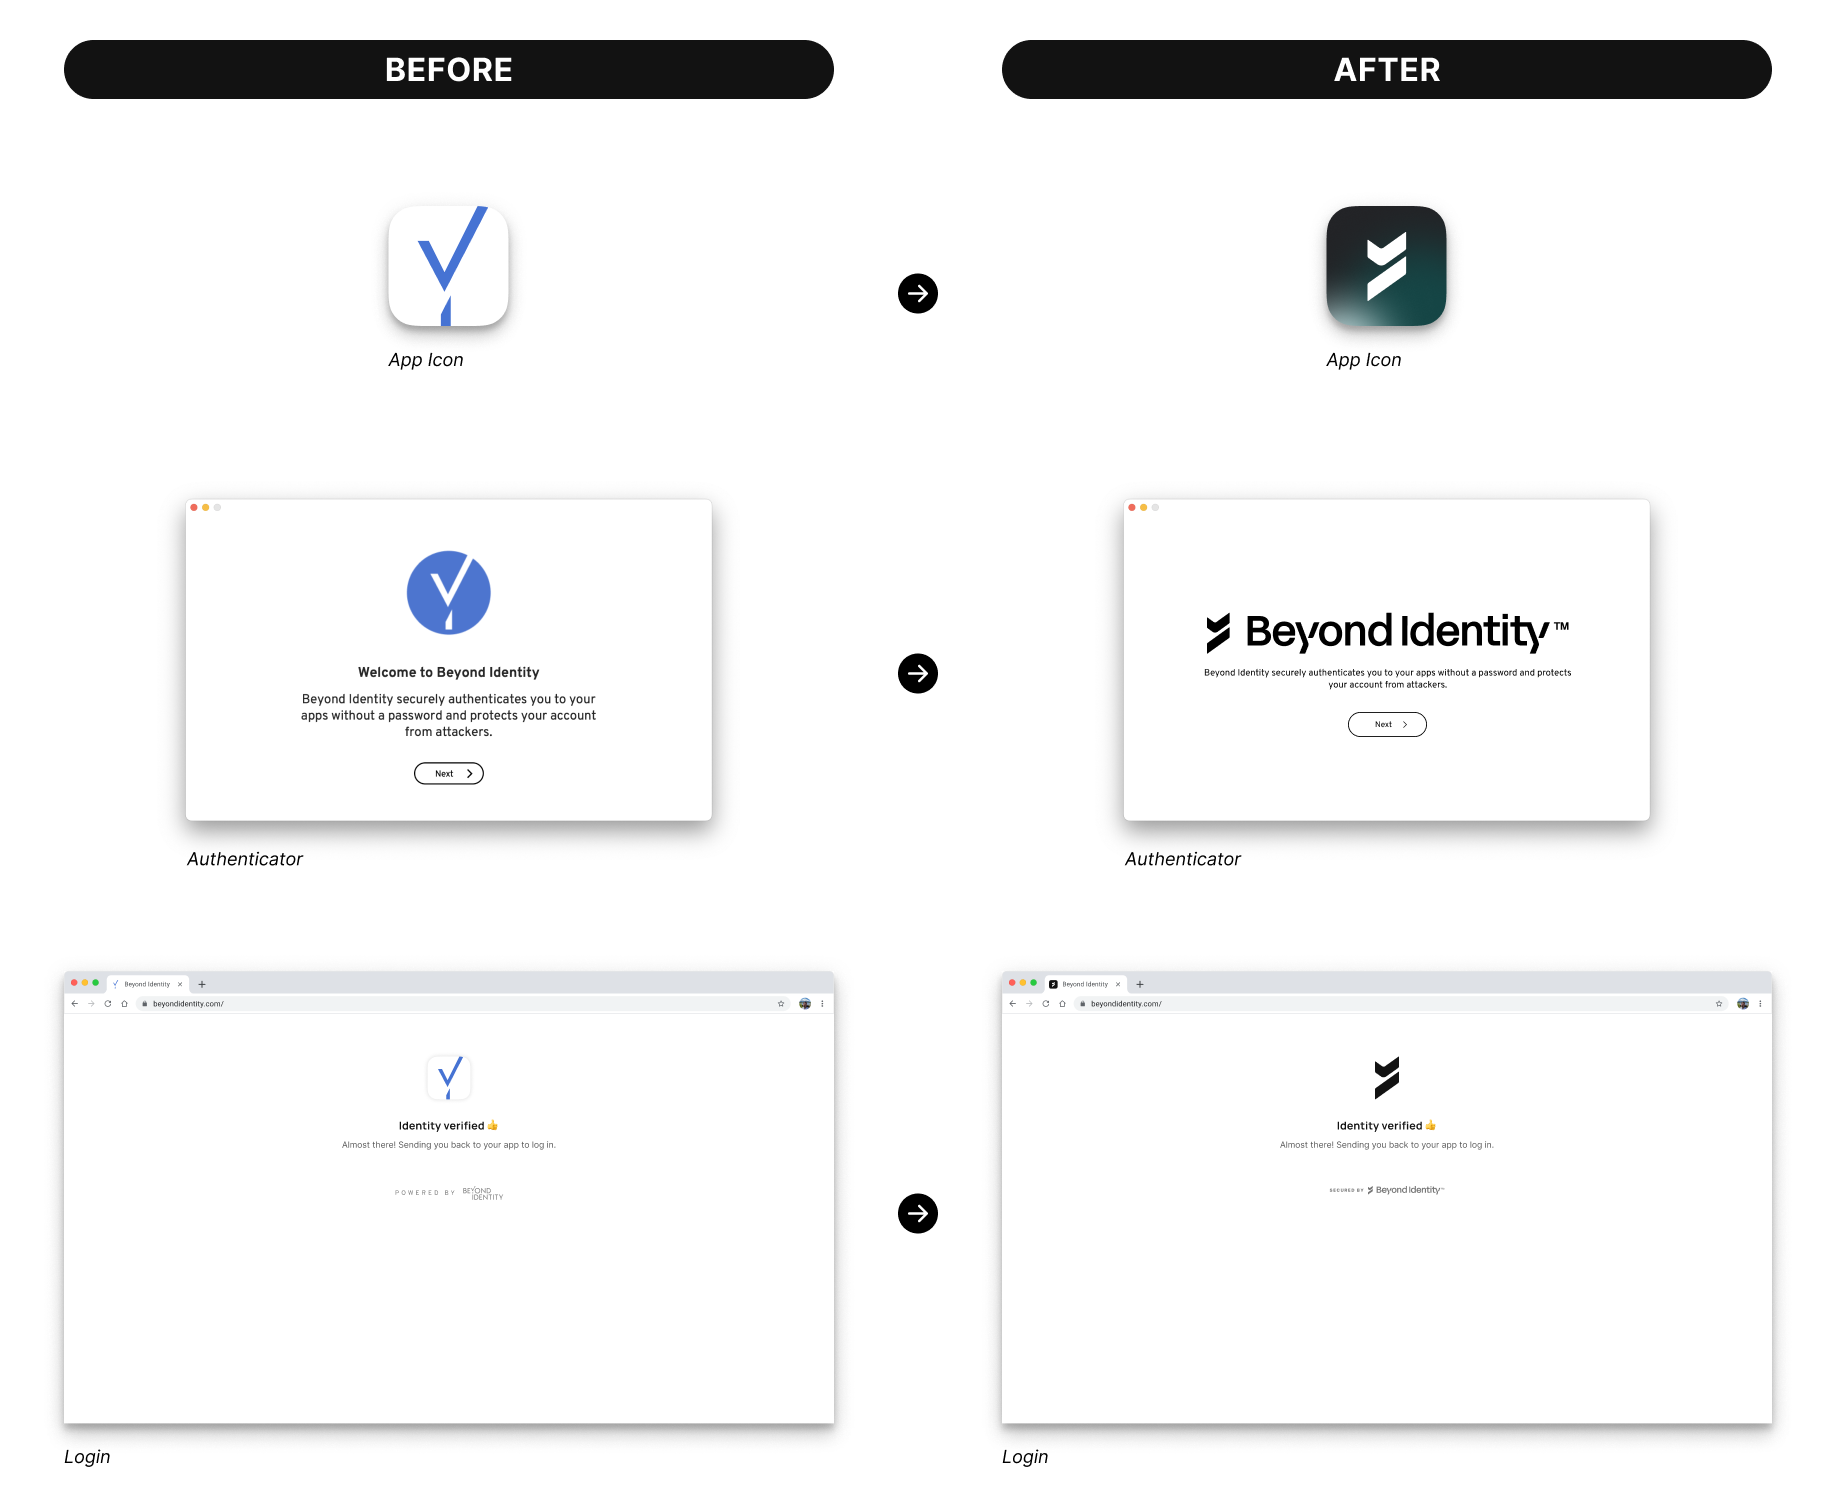 BEFORE
AFTER
App Icon
App Icon
Welcome to Beyond Identity
Beyond Identity securely authenticates you to your
apps without a password and protects your account
from attackers.
Next
Authenticator
Beyond Identity™
Beyond Identity securely authenticates you to your apps without a password and protects
your account from attackers.
Next
Authenticator
Beyond Identity
beyondidentity.com/
Identity verified 👍
Almost there! Sending you back to your app to log in.
POWERED BY BEYOND
IDENTITY
Login
Beyond Identity
beyondidentity.com/
Identity verified 👍
Almost there! Sending you back to your app to log in.
SECURED BY Beyond Identity™
Login